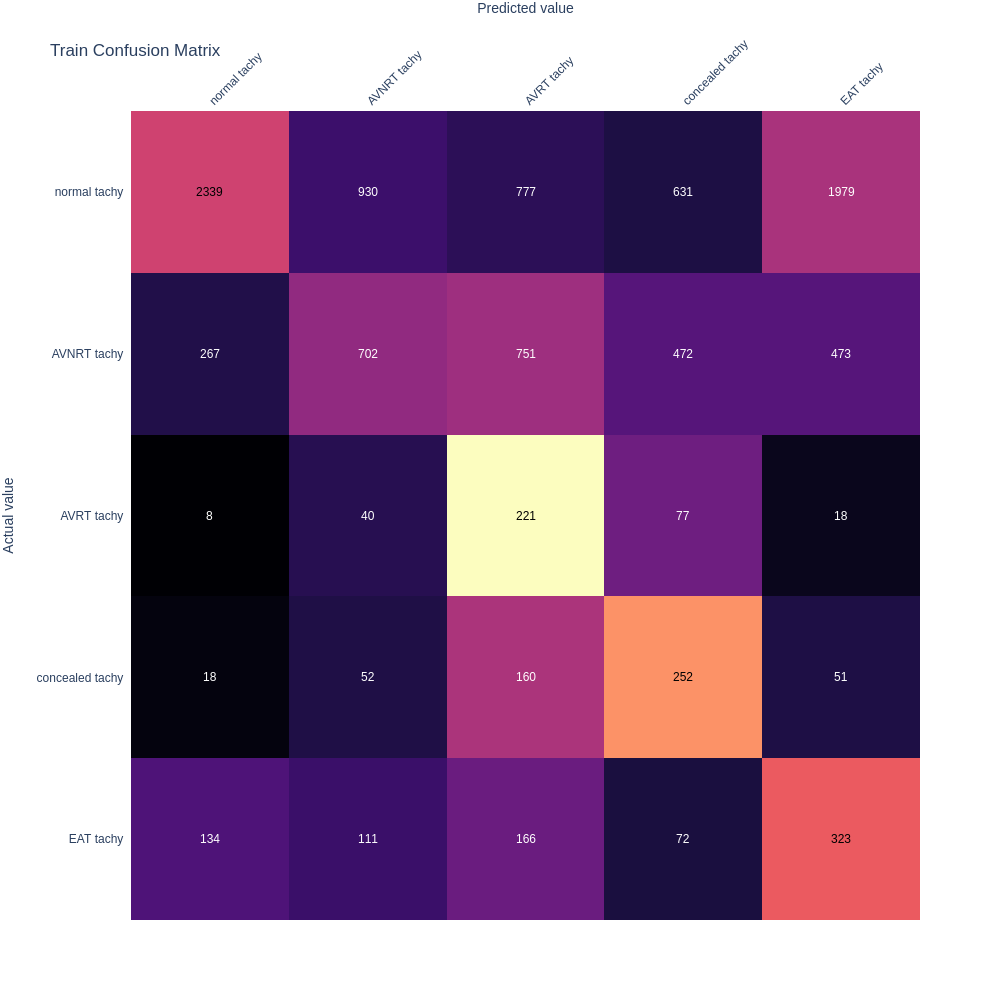 Predicted value
Train Confusion Matrix
normal tachy AVNRT tachy AVRT tachy concealed tachy EAT tachy
normal tachy 2339 930 777 631 1979
AVNRT tachy 267 702 751 472 473
AVRT tachy 8 40 221 77 18
concealed tachy 18 52 160 252 51
EAT tachy 134 111 166 72 323
Actual value